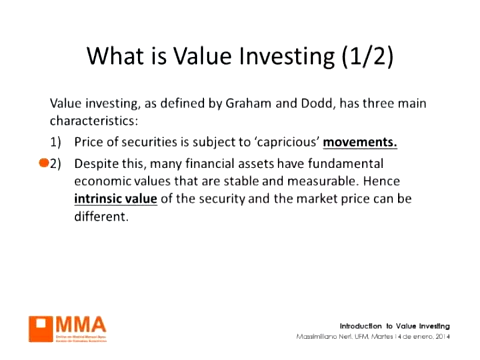 What is Value Investing (1/2)
Value investing, as defined by Graham and Dodd, has three main
characteristics:
1) Price of securities is subject to ‘capricious’ movements.
2) Despite this, many financial assets have fundamental
economic values that are stable and measurable. Hence
intrinsic value of the security and the market price can be
different.
MMA
Introduction to Value Investing
Massimiliano Neri, UFM, Martes 14 de enero, 2014